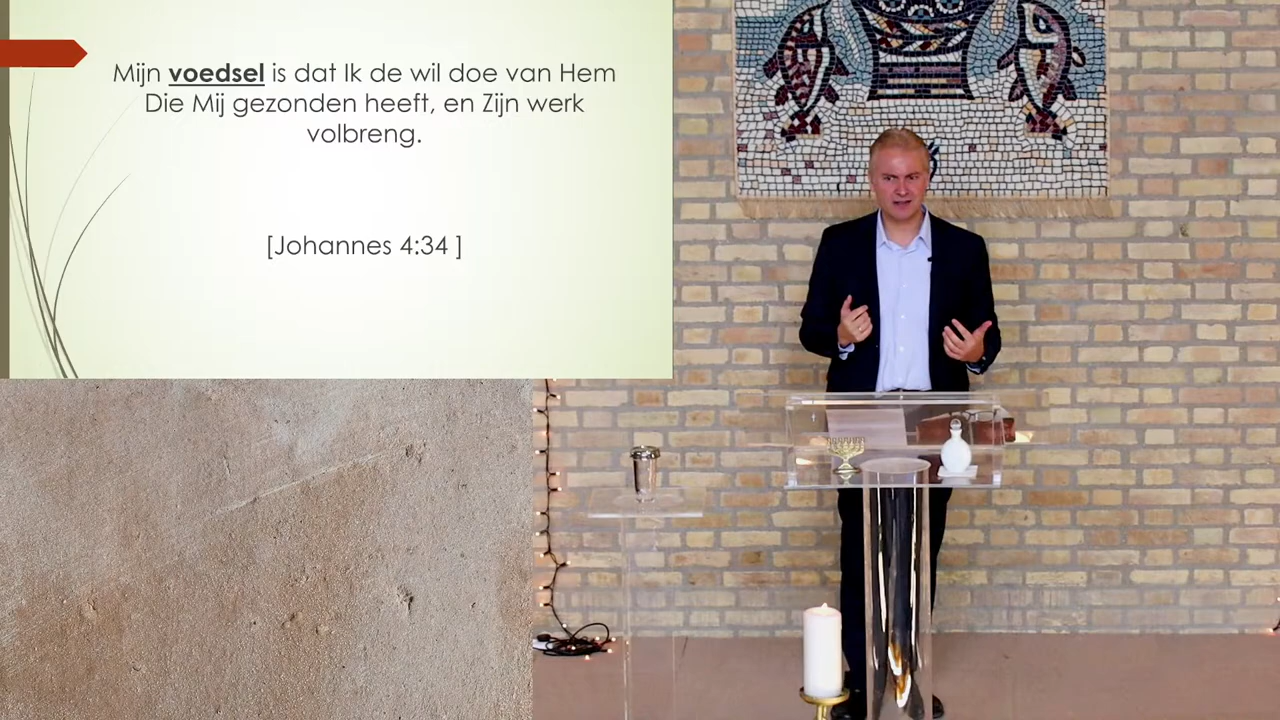 Mijn voedsel is dat Ik de wil doe van Hem
Die Mij gezonden heeft, en Zijn werk
volbreng.
[Johannes 4:34 ]